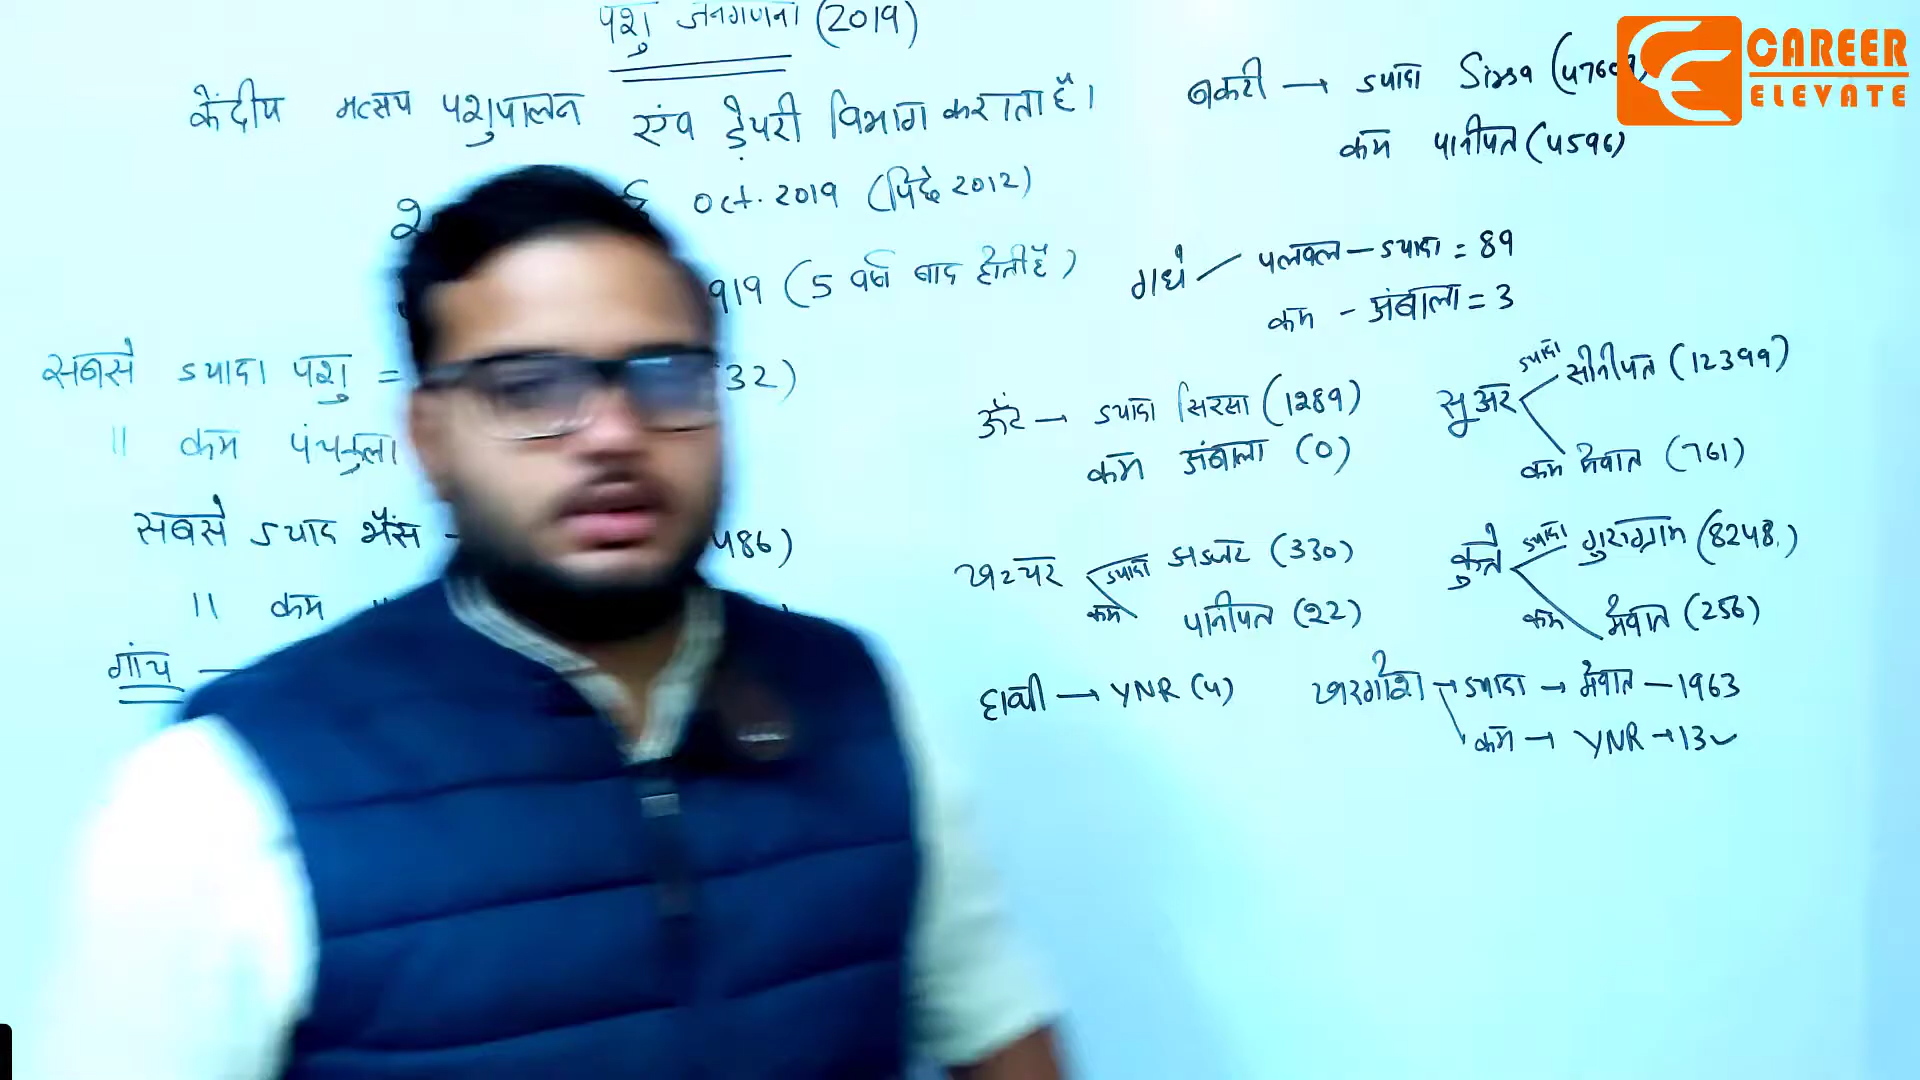 पशु जनगणना (2019)
केंद्रीय मत्सय पशुपालन एंव डे़यरी विभाग कराता है।
Oct. 2019 (पिछे 2012)
919 (5 वर्ष बाद होती है)
सबसे ज्यादा पशु = 32)
" कम पंचकुला
सबसे ज्याद भैंस - 486)
" कम
गाय -
बकरी → ज्यादा Sirsa
कम पानीपत (4596)
गधे पलवल - ज्यादा = 89
कम - अंबाला = 3
ऊँट → ज्यादा सिरसा (1289)
कम अंबाला (0)
सूअर ज्यादा सोनीपत (12399)
कम मेवात (761)
खच्चर ज्यादा झज्जर (330)
कम पानीपत (22)
कुत्ते ज्यादा गुरुग्राम (8248)
कम मेवात (256)
हाथी → YNR (4)
खरगोश → ज्यादा → मेवात - 1963
कम → YNR → 13
CAREER
ELEVATE